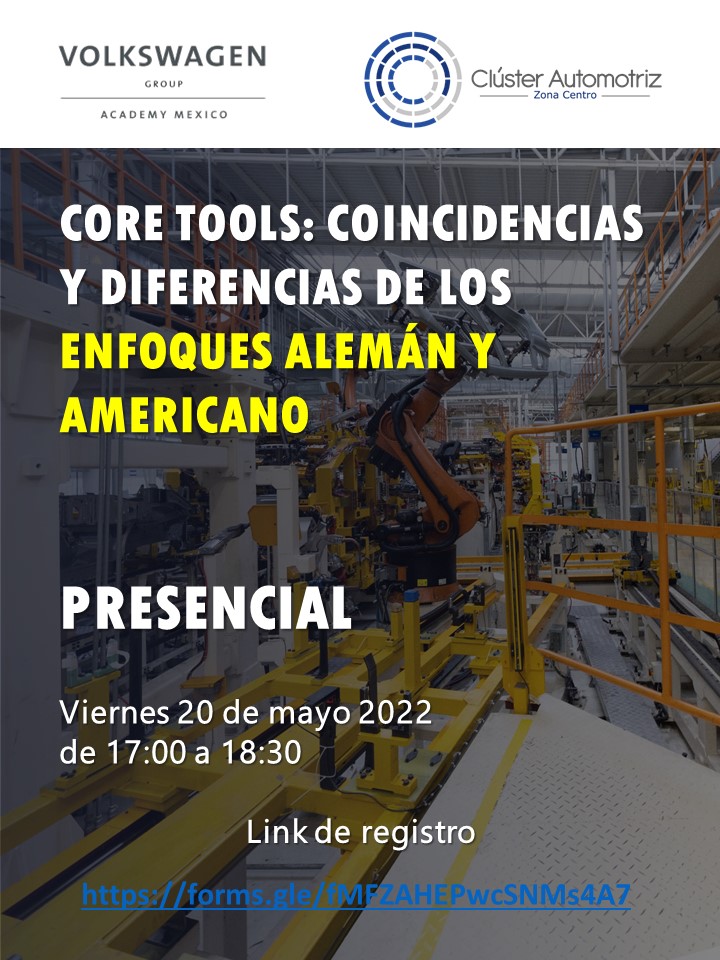 VOLKSWAGEN
GROUP
ACADEMY MEXICO
Clúster Automotriz
Zona Centro
CORE TOOLS: COINCIDENCIAS
Y DIFERENCIAS DE LOS
ENFOQUES ALEMÁN Y
AMERICANO
PRESENCIAL
Viernes 20 de mayo 2022
de 17:00 a 18:30
Link de registro
https://forms.gle/fMFZAHEPwcSNMs4A7